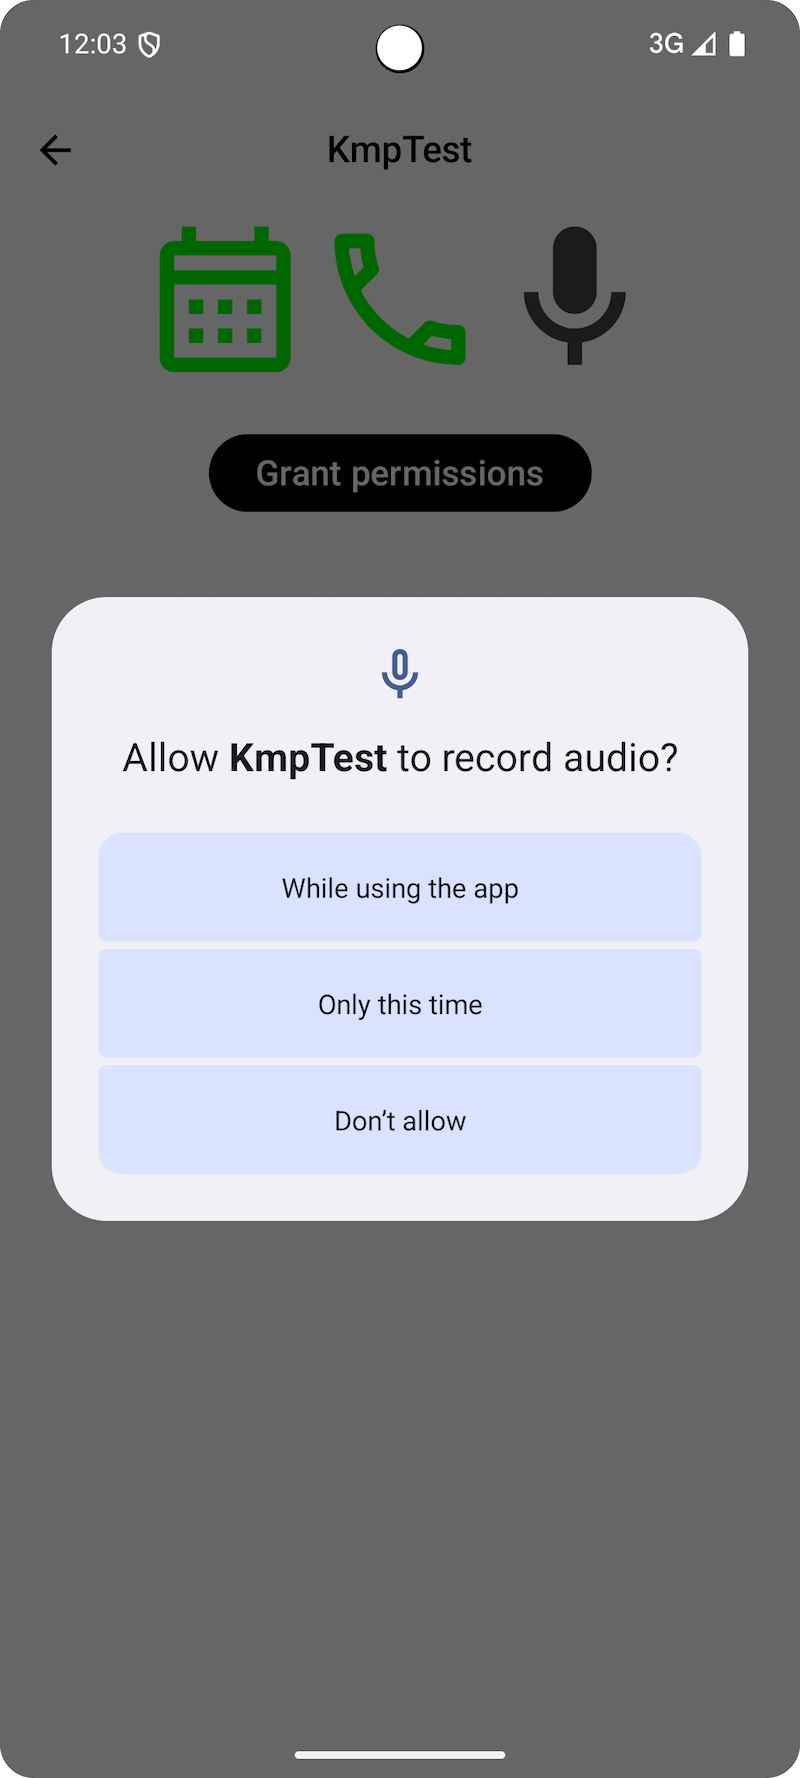 12:03
3G
KmpTest
Grant permissions
Allow KmpTest to record audio?
While using the app
Only this time
Don’t allow